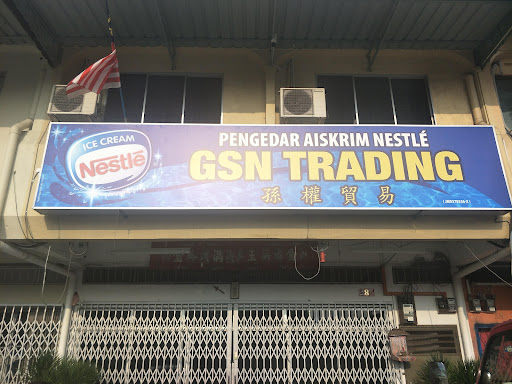 ICE CREAM
Nestlé
PENGEDAR AISKRIM NESTLÉ
GSN TRADING
孫權貿易